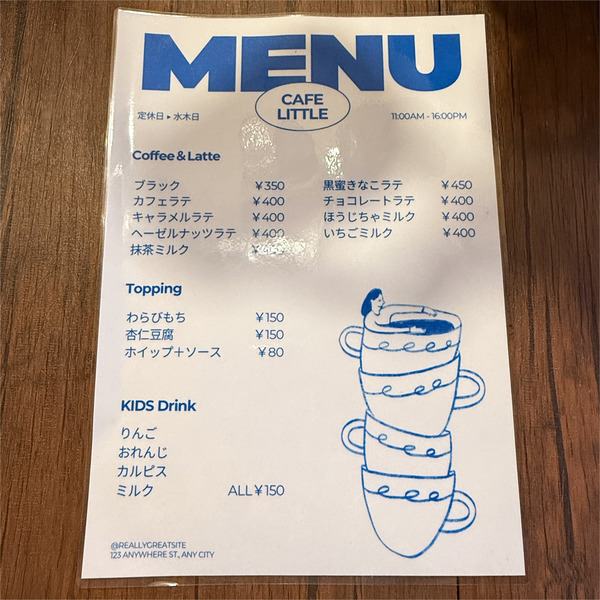 MENU
CAFE
LITTLE
定休日▸水木日
11:00AM - 16:00PM
Coffee & Latte
ブラック ¥350
カフェラテ ¥400
キャラメルラテ ¥400
ヘーゼルナッツラテ ¥400
抹茶ミルク
黒蜜きなこラテ ¥450
チョコレートラテ ¥400
ほうじちゃミルク ¥400
いちごミルク ¥400
Topping
わらびもち ¥150
杏仁豆腐 ¥150
ホイップ＋ソース ¥80
KIDS Drink
りんご
おれんじ
カルピス
ミルク ALL¥150
@REALLYGREATSITE
123 ANYWHERE ST., ANY CITY